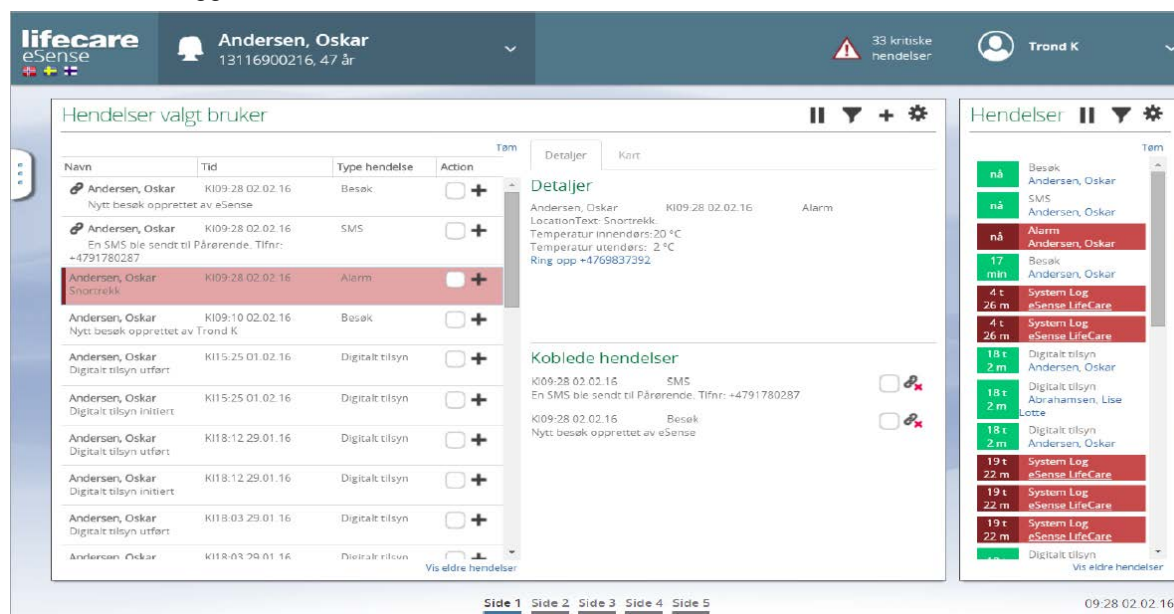 lifecare
eSense
Andersen, Oskar
13116900216, 47 år
33 kritiske
hendelser
Trond K
Hendelser valgt bruker
Tøm
Navn Tid Type hendelse Action
Andersen, Oskar Kl09:28 02.02.16 Besøk
Nytt besøk opprettet av eSense
Andersen, Oskar Kl09:28 02.02.16 SMS
En SMS ble sendt til Pårørende. Tlfnr:
+4791780287
Andersen, Oskar Kl09:28 02.02.16 Alarm
Snortrekk
Andersen, Oskar Kl09:10 02.02.16 Besøk
Nytt besøk opprettet av Trond K
Andersen, Oskar Kl15:25 01.02.16 Digitalt tilsyn
Digitalt tilsyn utført
Andersen, Oskar Kl15:25 01.02.16 Digitalt tilsyn
Digitalt tilsyn initiert
Andersen, Oskar Kl18:12 29.01.16 Digitalt tilsyn
Digitalt tilsyn utført
Andersen, Oskar Kl18:12 29.01.16 Digitalt tilsyn
Digitalt tilsyn initiert
Andersen, Oskar Kl18:03 29.01.16 Digitalt tilsyn
Digitalt tilsyn utført
Andersen, Oskar Kl18:03 29.01.16 Digitalt tilsyn
Vis eldre hendelser
Detaljer Kart
Detaljer
Andersen, Oskar Kl09:28 02.02.16 Alarm
LocationText: Snortrekk.
Temperatur innendørs:20 °C
Temperatur utendørs: 2 °C
Ring opp +4769837392
Koblede hendelser
Kl09:28 02.02.16 SMS
En SMS ble sendt til Pårørende. Tlfnr: +4791780287
Kl09:28 02.02.16 Besøk
Nytt besøk opprettet av eSense
Hendelser
Tøm
nå Besøk
Andersen, Oskar
nå SMS
Andersen, Oskar
nå Alarm
Andersen, Oskar
17 Besøk
min Andersen, Oskar
4 t System Log
26 m eSense LifeCare
4 t System Log
26 m eSense LifeCare
18 t Digitalt tilsyn
2 m Andersen, Oskar
18 t Digitalt tilsyn
2 m Abrahamsen, Lise
Lotte
18 t Digitalt tilsyn
2 m Andersen, Oskar
19 t System Log
22 m eSense LifeCare
19 t System Log
22 m eSense LifeCare
19 t System Log
22 m eSense LifeCare
Digitalt tilsyn
Vis eldre hendelser
Side 1 Side 2 Side 3 Side 4 Side 5
09:28 02.02.16